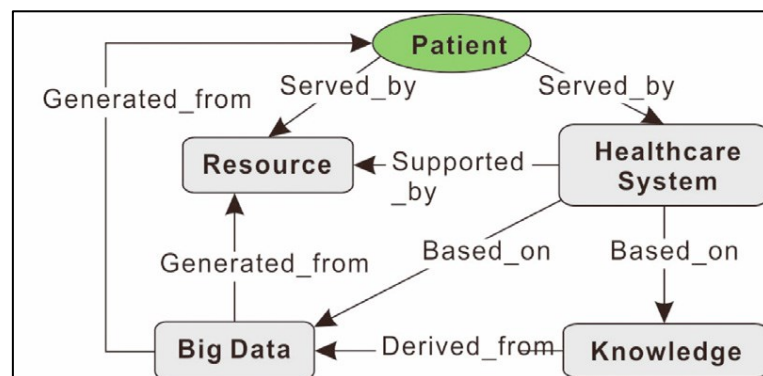 Patient
Generated_from
Served_by
Served_by
Resource
Supported
_by
Healthcare
System
Generated_from
Based_on
Based_on
Big Data
Derived_from
Knowledge